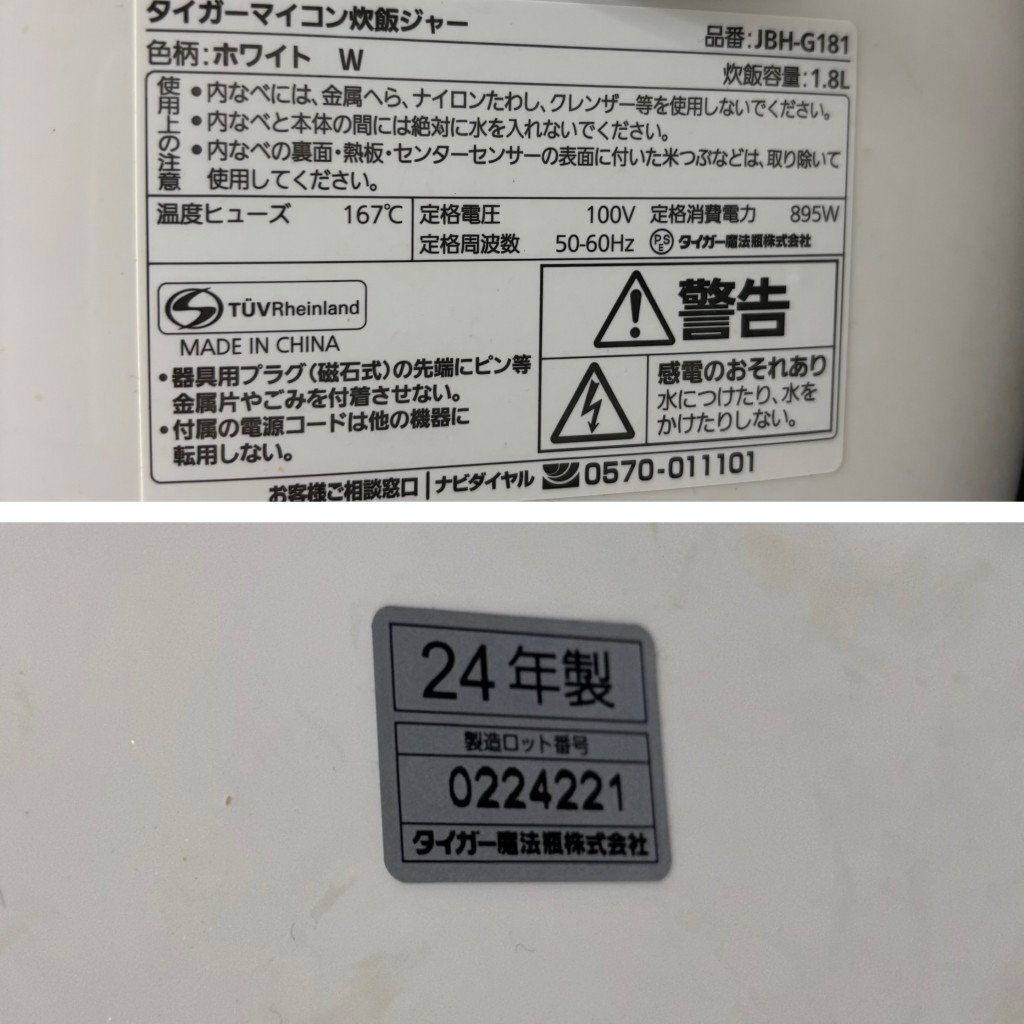 タイガーマイコン炊飯ジャー
品番:JBH-G181
色柄:ホワイト W
炊飯容量:1.8L
使用上の注意
•内なべには、金属へら、ナイロンたわし、クレンザー等を使用しないでください。
•内なべと本体の間には絶対に水を入れないでください。
•内なべの裏面・熱板・センターセンサーの表面に付いた米つぶなどは、取り除いて
使用してください。
温度ヒューズ 167℃
定格電圧 100V 定格消費電力 895W
定格周波数 50-60Hz PSE タイガー魔法瓶株式会社
TÜVRheinland
MADE IN CHINA
•器具用プラグ(磁石式)の先端にピン等
金属片やごみを付着させない。
•付属の電源コードは他の機器に
転用しない。
警告
感電のおそれあり
水につけたり、水を
かけたりしない。
お客様ご相談窓口 ナビダイヤル 0570-011101
24年製
製造ロット番号
0224221
タイガー魔法瓶株式会社